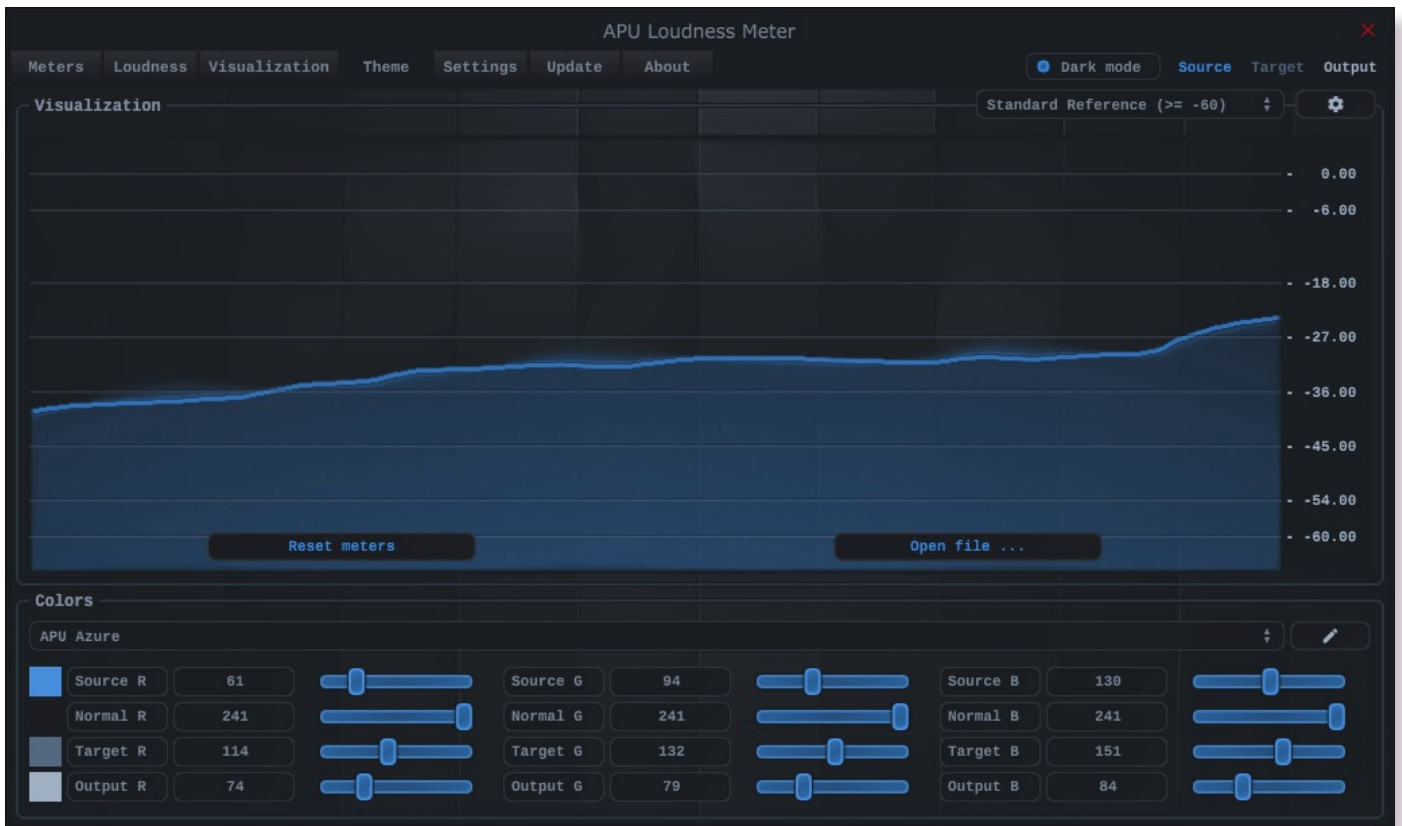 APU Loudness Meter
Meters Loudness Visualization Theme Settings Update About Dark mode Source Target Output
Visualization Standard Reference (>= -60)
- 0.00
- -6.00
- -18.00
- -27.00
- -36.00
- -45.00
- -54.00
- -60.00
Reset meters Open file ...
Colors
APU Azure
Source R 61 Source G 94 Source B 130
Normal R 241 Normal G 241 Normal B 241
Target R 114 Target G 132 Target B 151
Output R 74 Output G 79 Output B 84